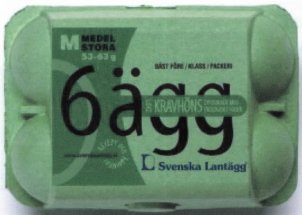 M MEDEL
STORA
53-63 g
BÄST FÖRE / KLASS / PACKERI
6ägg
KRAVHÖNS
Svenska Lantägg